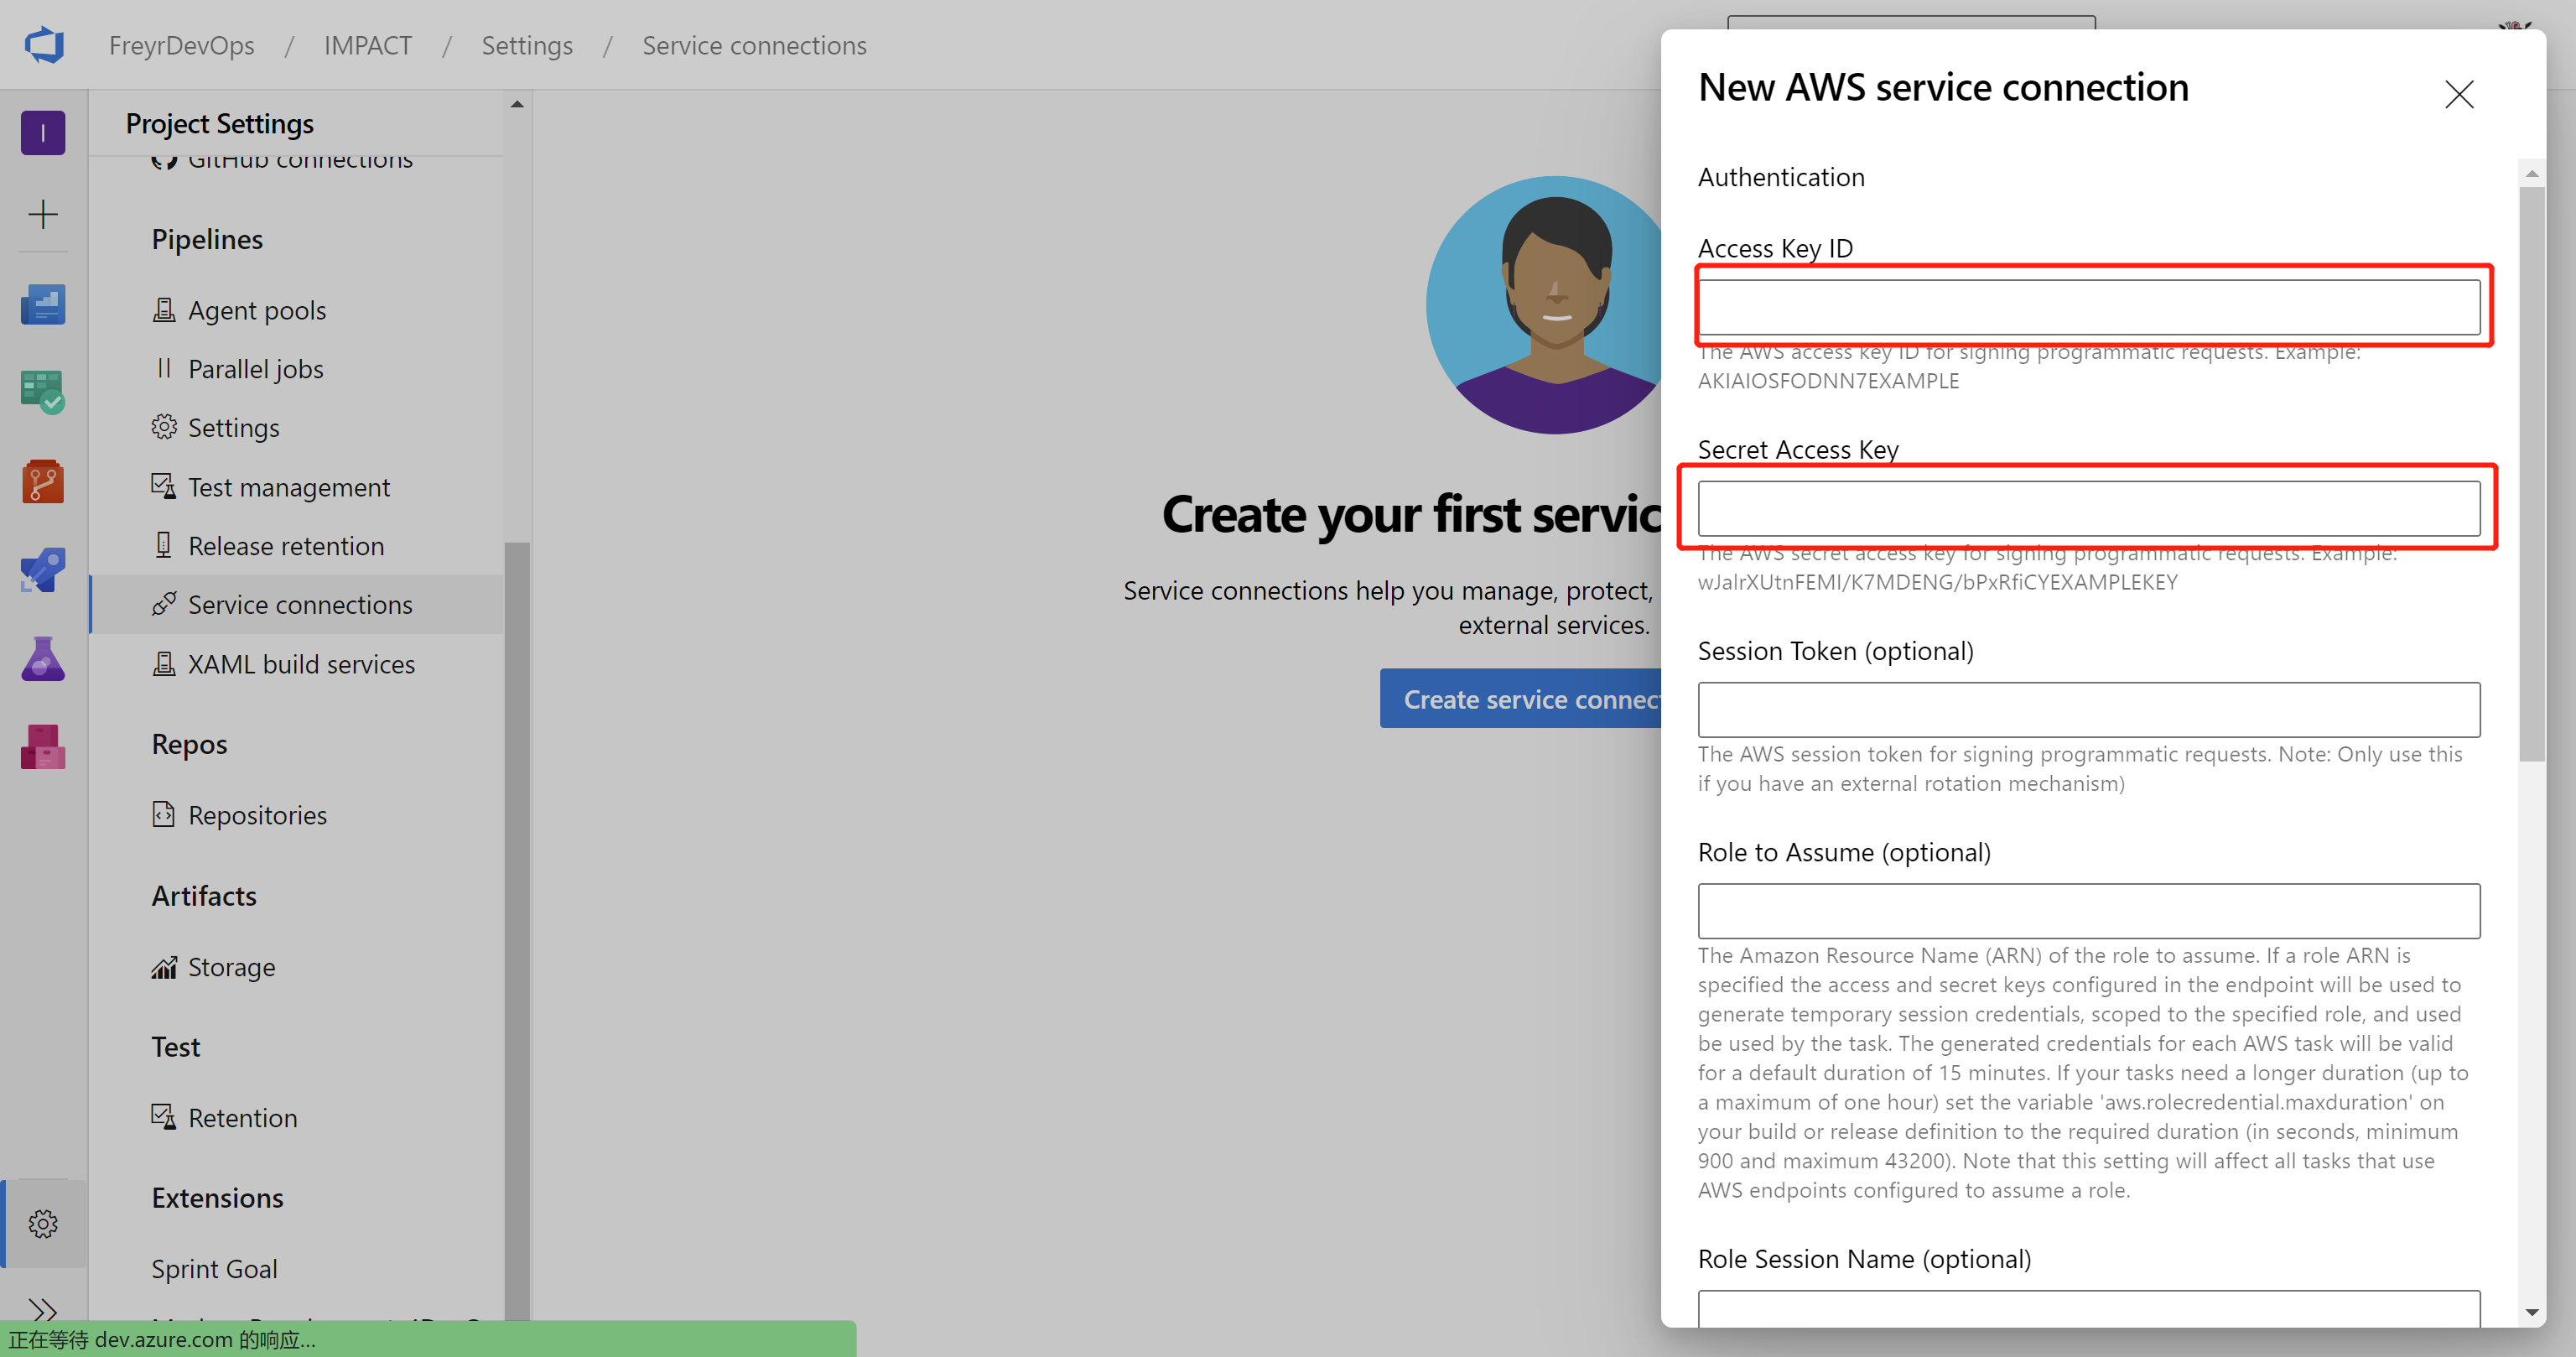 FreyrDevOps / IMPACT / Settings / Service connections
I
Project Settings
GitHub connections
Pipelines
Agent pools
Parallel jobs
Settings
Test management
Release retention
Service connections
XAML build services
Repos
Repositories
Artifacts
Storage
Test
Retention
Extensions
Sprint Goal
正在等待 dev.azure.com 的响应...
Create your first servic
Service connections help you manage, protect,
external services.
Create service connect
New AWS service connection
Authentication
Access Key ID
The AWS access key ID for signing programmatic requests. Example:
AKIAIOSFODNN7EXAMPLE
Secret Access Key
The AWS secret access key for signing programmatic requests. Example:
wJalrXUtnFEMI/K7MDENG/bPxRfiCYEXAMPLEKEY
Session Token (optional)
The AWS session token for signing programmatic requests. Note: Only use this
if you have an external rotation mechanism)
Role to Assume (optional)
The Amazon Resource Name (ARN) of the role to assume. If a role ARN is
specified the access and secret keys configured in the endpoint will be used to
generate temporary session credentials, scoped to the specified role, and used
be used by the task. The generated credentials for each AWS task will be valid
for a default duration of 15 minutes. If your tasks need a longer duration (up to
a maximum of one hour) set the variable 'aws.rolecredential.maxduration' on
your build or release definition to the required duration (in seconds, minimum
900 and maximum 43200). Note that this setting will affect all tasks that use
AWS endpoints configured to assume a role.
Role Session Name (optional)